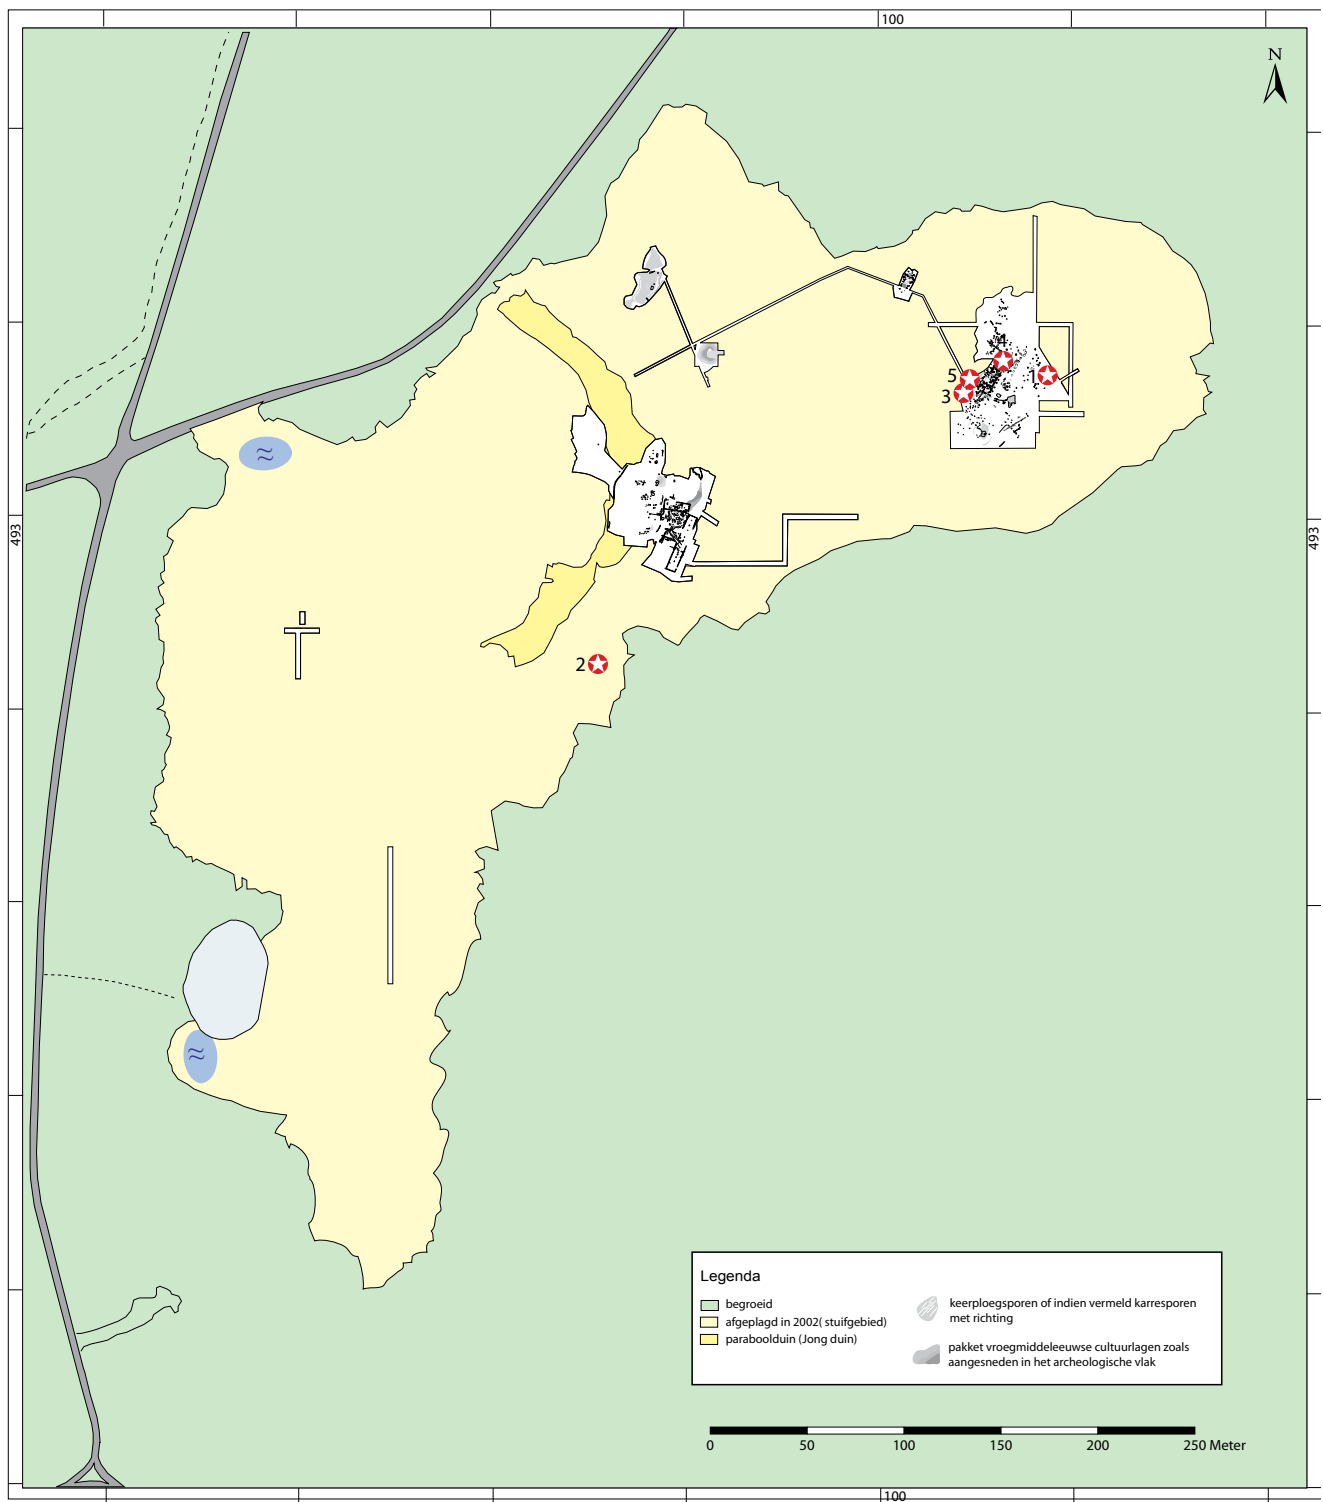 100
N
4
5
1
3
493
493
2
Legenda
begroeid
afgeplagd in 2002( stuifgebied)
paraboolduin (Jong duin)
keerploegsporen of indien vermeld karresporen
met richting
pakket vroegmiddeleeuwse cultuurlagen zoals
aangesneden in het archeologische vlak
0 50 100 150 200 250 Meter
100